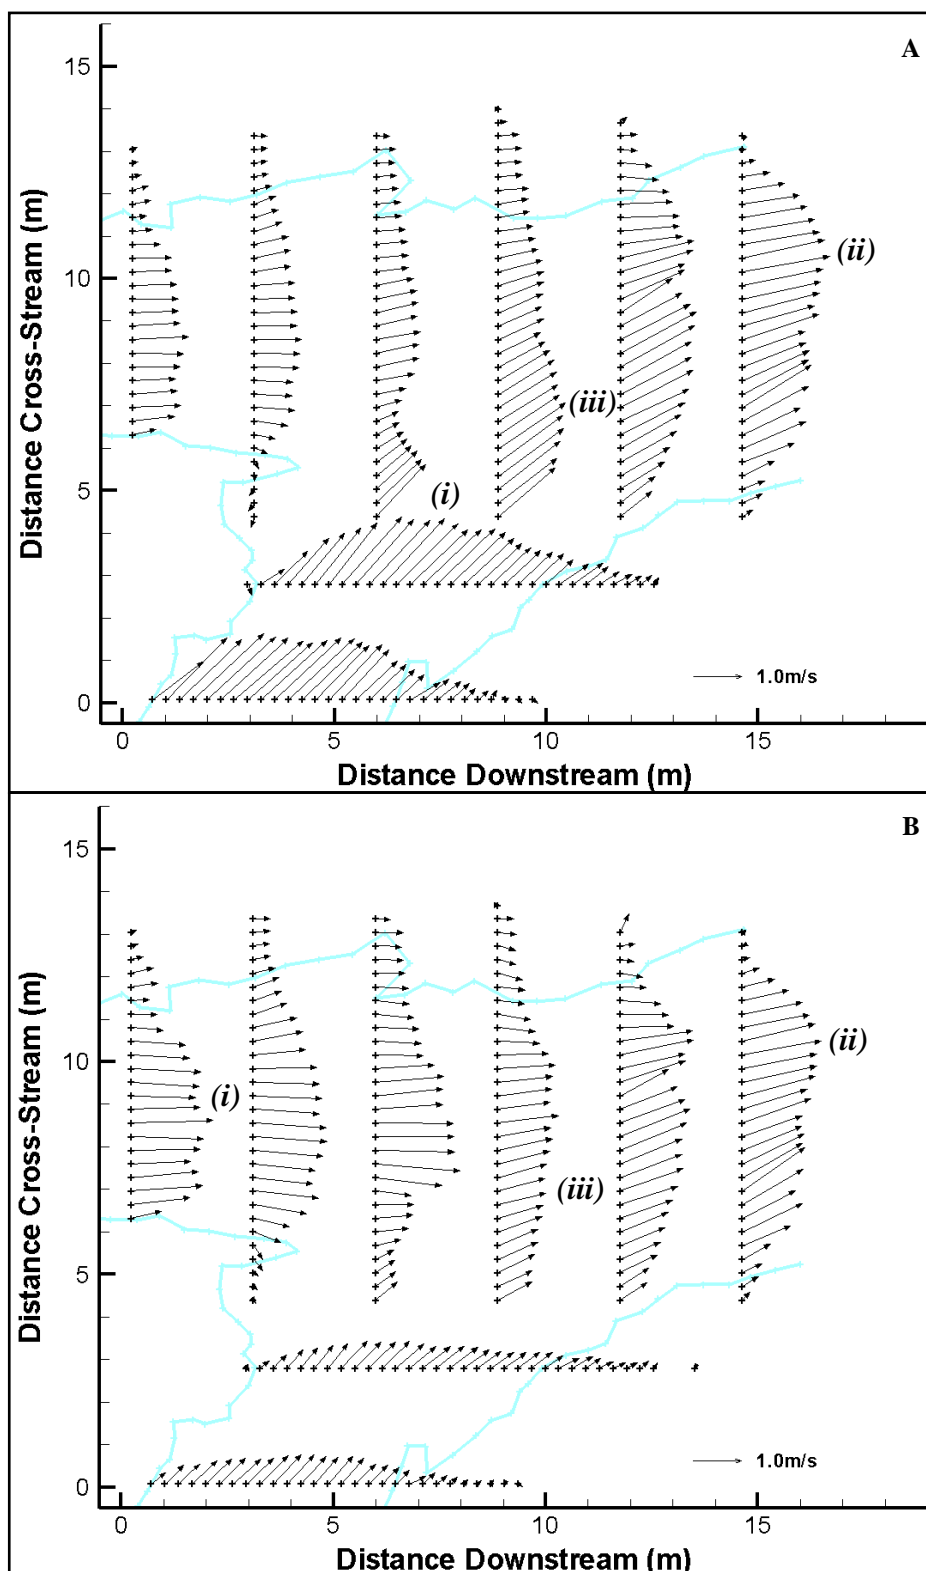 A
15
10
5
0
Distance Cross-Stream (m)
(ii)
(iii)
(i)
1.0m/s
0
5
10
15
Distance Downstream (m)
B
15
10
5
0
Distance Cross-Stream (m)
(ii)
(i)
(iii)
1.0m/s
0
5
10
15
Distance Downstream (m)